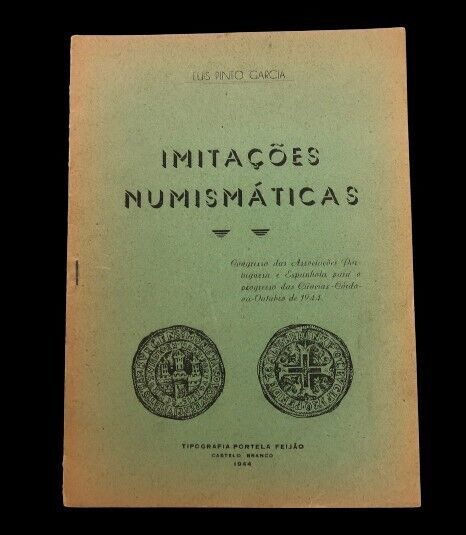 LUIS PINTO GARCIA
IMITAÇÕES
NUMISMÁTICAS
Congresso das Associações Por-
tuguesa e Espanhola para o
progresso das Ciências-Córdo-
va-Outubro de 1944.
TIPOGRAFIA PORTELA FEIJÃO
CASTELO BRANCO
1944